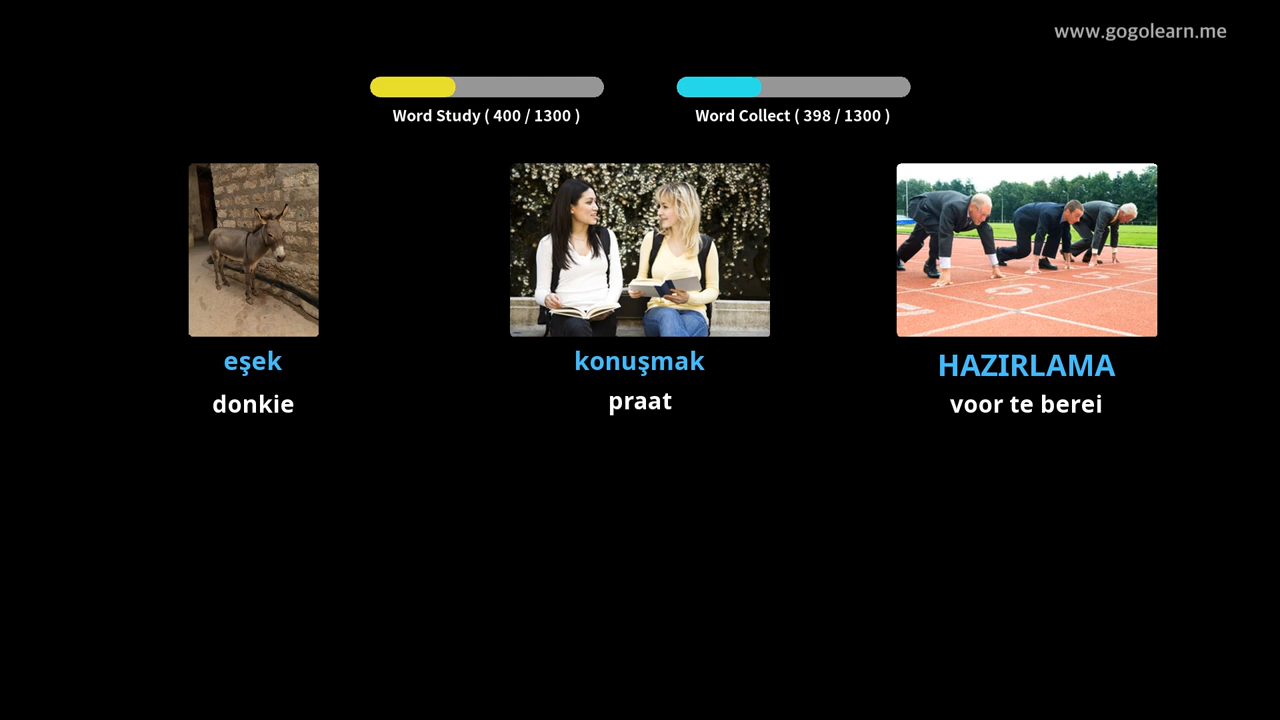 www.gogolearn.me
Word Study ( 400 / 1300 )
Word Collect ( 398 / 1300 )
eşek
konuşmak
HAZIRLAMA
donkie
praat
voor te berei